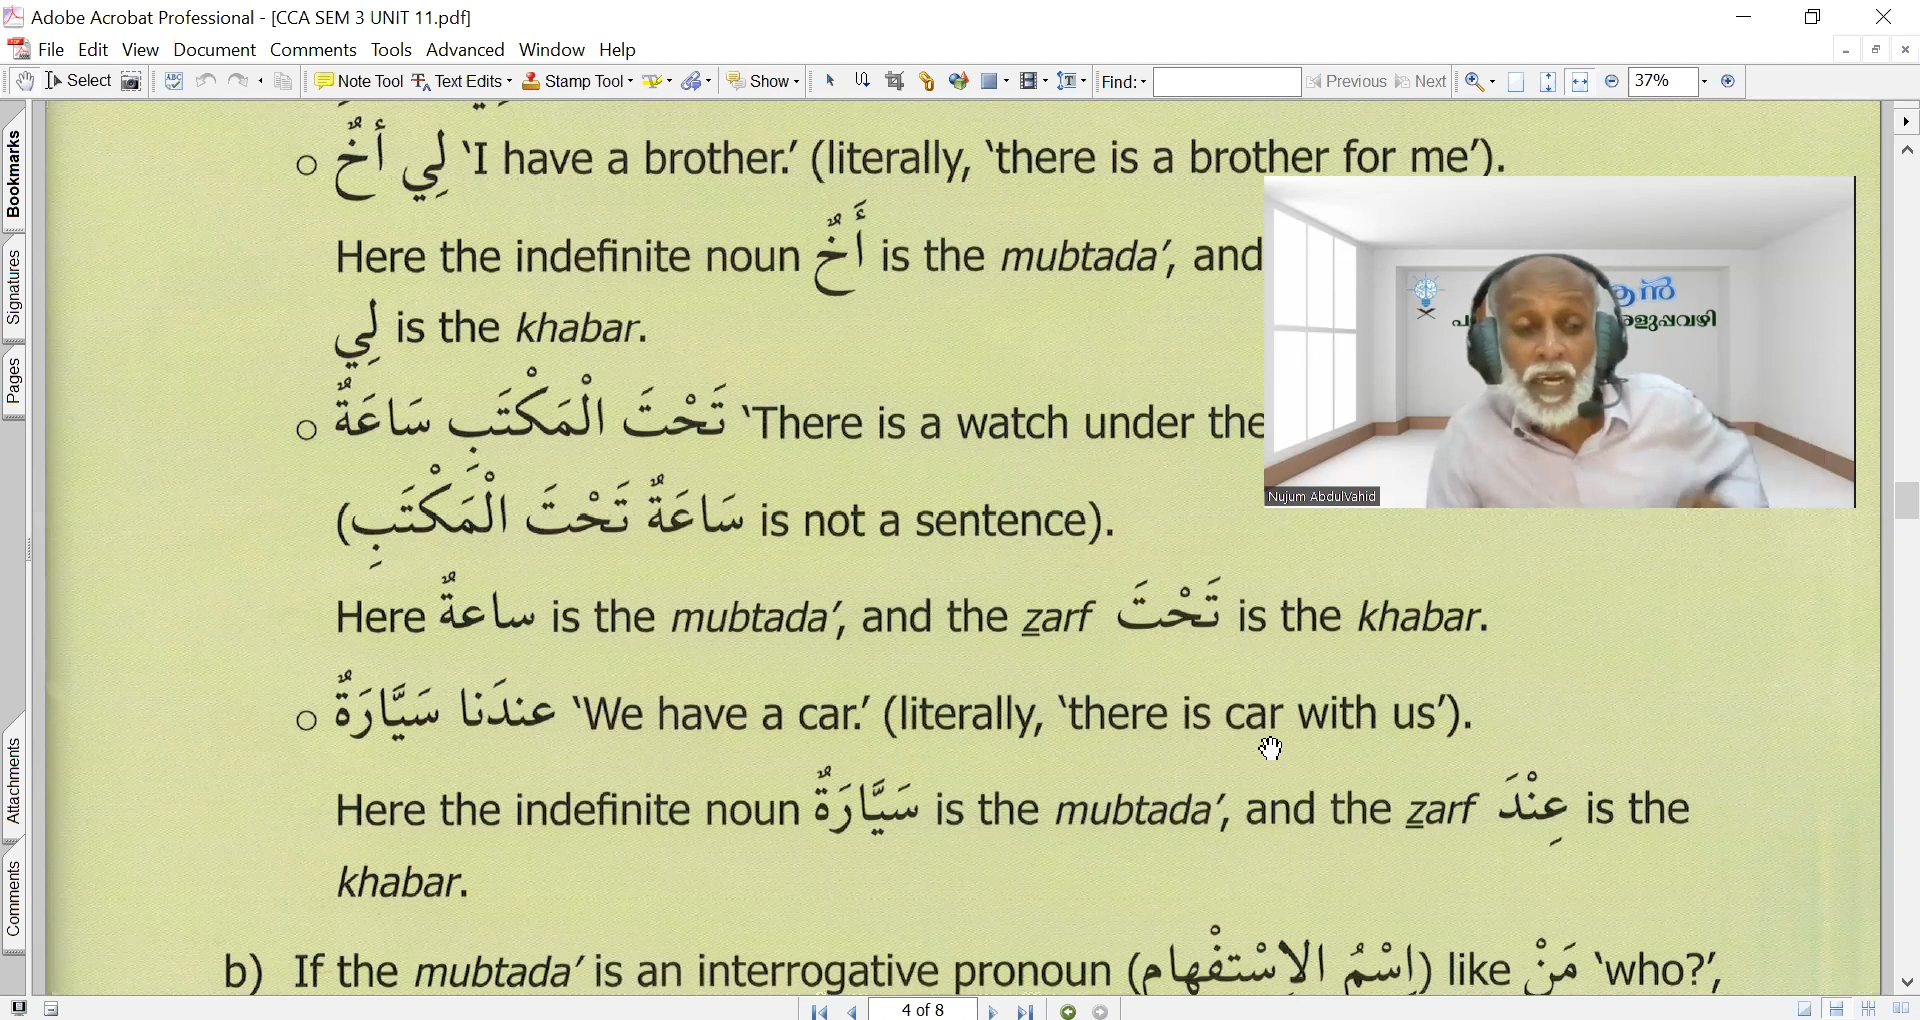 Adobe Acrobat Professional - [CCA SEM 3 UNIT 11.pdf]
File Edit View Document Comments Tools Advanced Window Help
Select Note Tool Text Edits Stamp Tool Show Find: Previous Next 37%
Bookmarks
Signatures
Pages
Attachments
Comments
o لِي أَخٌ 'I have a brother.' (literally, 'there is a brother for me').
Here the indefinite noun أَخٌ is the mubtada', and
لِي is the khabar.
o تَحْتَ الْمَكْتَبِ سَاعَةٌ 'There is a watch under the
(سَاعَةٌ تَحْتَ الْمَكْتَبِ is not a sentence).
Here ساعةٌ is the mubtada', and the zarf تَحْتَ is the khabar.
o عندَنا سَيَّارَةٌ 'We have a car.' (literally, 'there is car with us').
Here the indefinite noun سَيَّارَةٌ is the mubtada', and the zarf عِنْدَ is the
khabar.
b) If the mubtada' is an interrogative pronoun (اِسْمُ الاِسْتفْهام) like مَنْ 'who?',
Nujum AbdulVahid
4 of 8